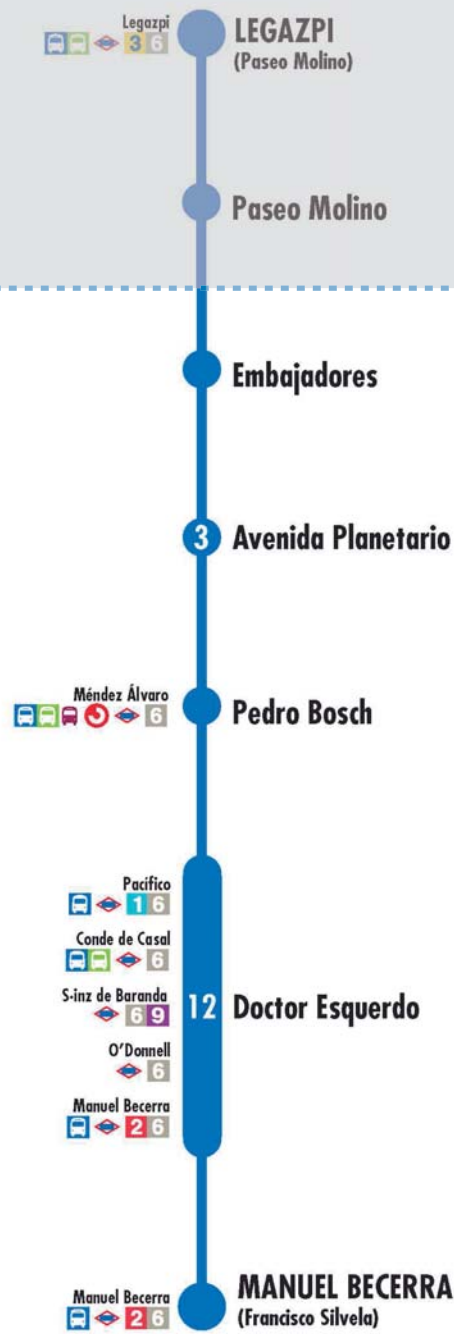 Legazpi
3 6
LEGAZPI
(Paseo Molino)
Paseo Molino
Embajadores
3
Avenida Planetario
Méndez Álvaro
6
Pedro Bosch
Pacífico
1 6
Conde de Casal
6
S-inz de Baranda
6 9
O'Donnell
6
Manuel Becerra
2 6
12
Doctor Esquerdo
Manuel Becerra
2 6
MANUEL BECERRA
(Francisco Silvela)